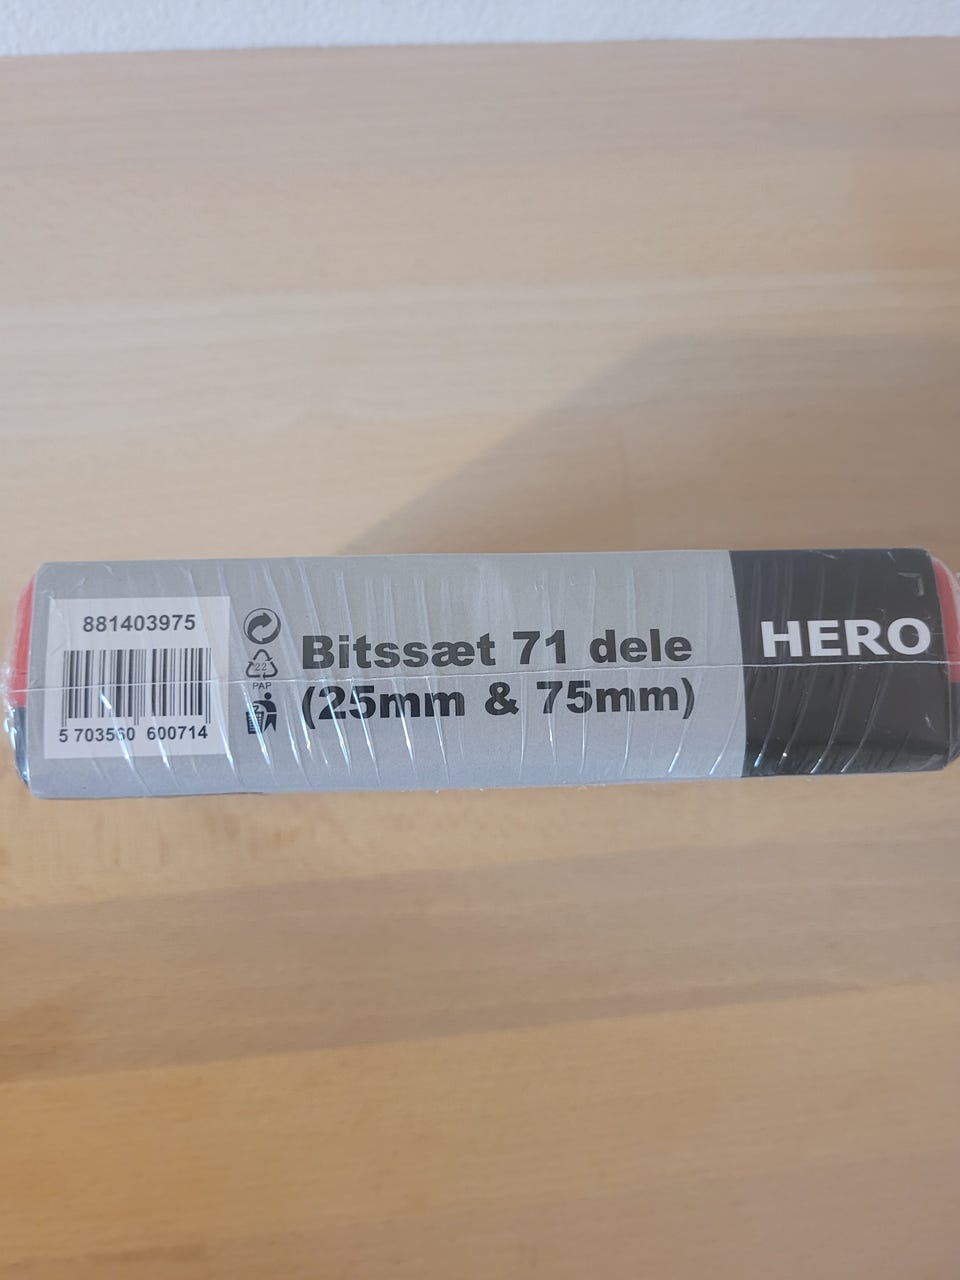 881403975
5 703560 600714
22
PAP
Bitssæt 71 dele
(25mm & 75mm)
HERO